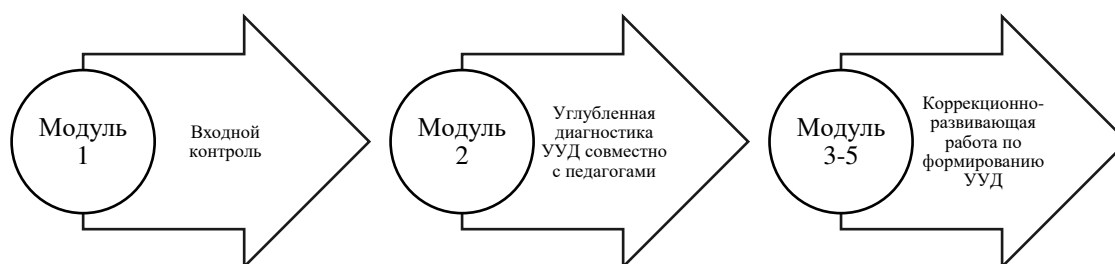 Модуль
1
Входной
контроль
Модуль
2
Углубленная
диагностика
УУД совместно
с педагогами
Модуль
3-5
Коррекционно-
развивающая
работа по
формированию
УУД